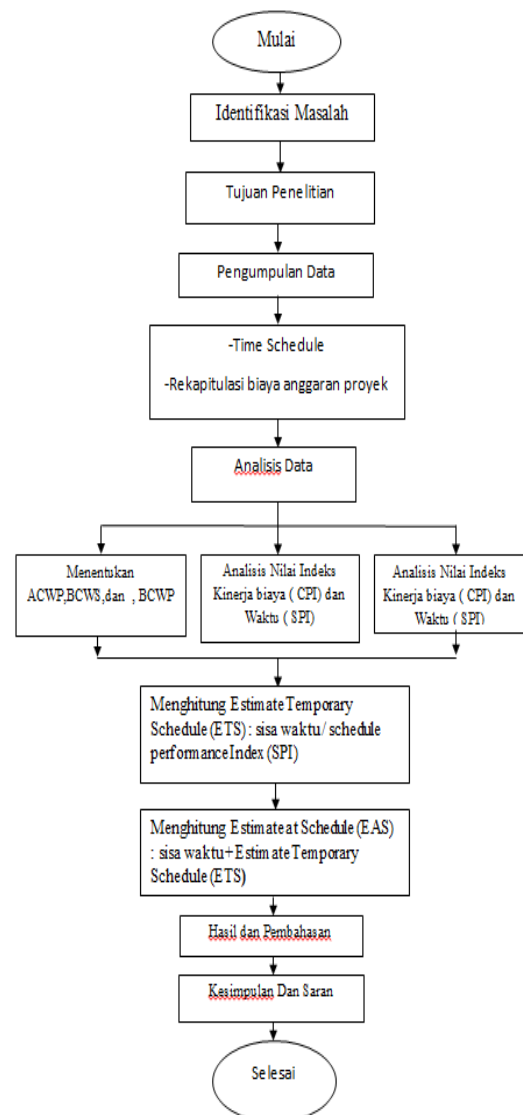 Mulai
Identifikasi Masalah
Tujuan Penelitian
Pengumpulan Data
-Time Schedule
-Rekapitulasi biaya anggaran proyek
Analisis Data
Menentukan
ACWP,BCWS,dan , BCWP
Analisis Nilai Indeks
Kinerja biaya ( CPI) dan
Waktu ( SPI)
Analisis Nilai Indeks
Kinerja biaya ( CPI) dan
Waktu ( SPI)
Menghitung Estimate Temporary
Schedule (ETS) : sisa waktu/ schedule
performance Index (SPI)
Menghitung Estimate at Schedule (EAS)
: sisa waktu+Estimate Temporary
Schedule (ETS)
Hasil dan Pembahasan
Kesimpulan Dan Saran
Selesai